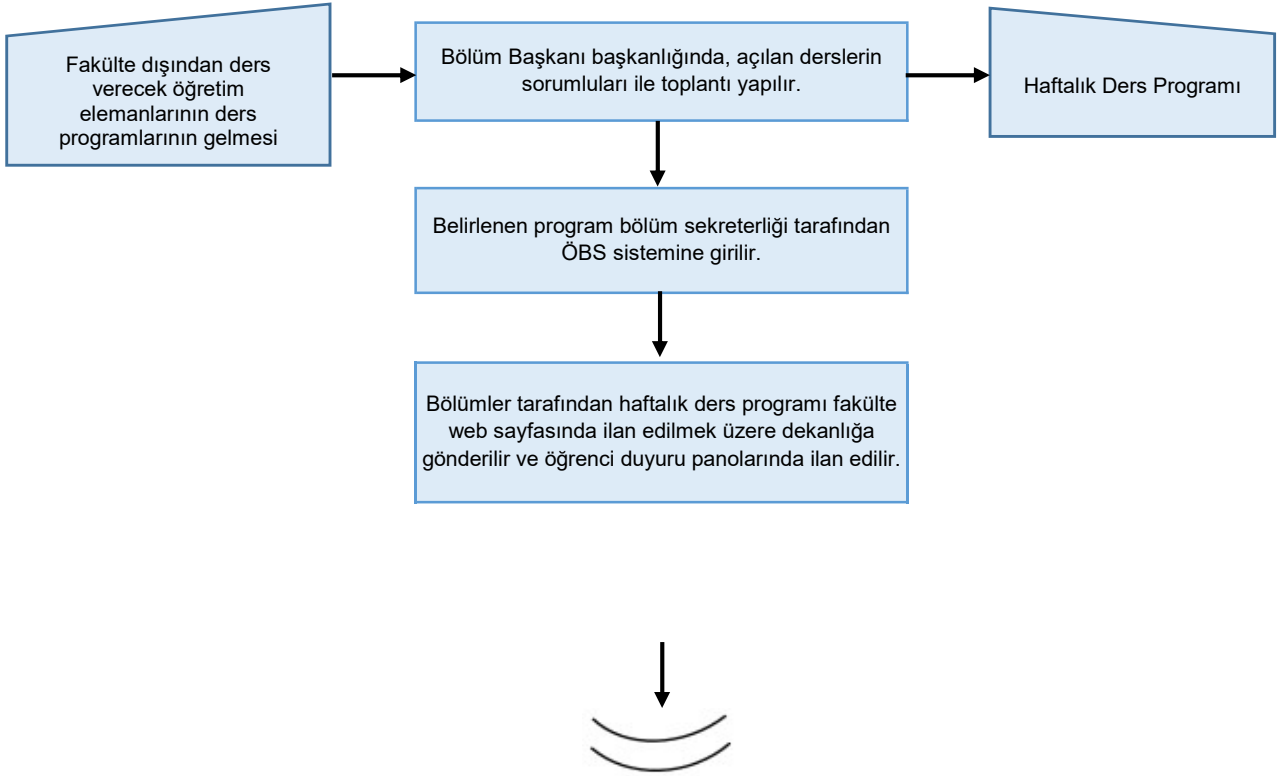 Fakülte dışından ders
verecek öğretim
elemanlarının ders
programlarının gelmesi
Bölüm Başkanı başkanlığında, açılan derslerin
sorumluları ile toplantı yapılır.
Haftalık Ders Programı
Belirlenen program bölüm sekreterliği tarafından
ÖBS sistemine girilir.
Bölümler tarafından haftalık ders programı fakülte
web sayfasında ilan edilmek üzere dekanlığa
gönderilir ve öğrenci duyuru panolarında ilan edilir.